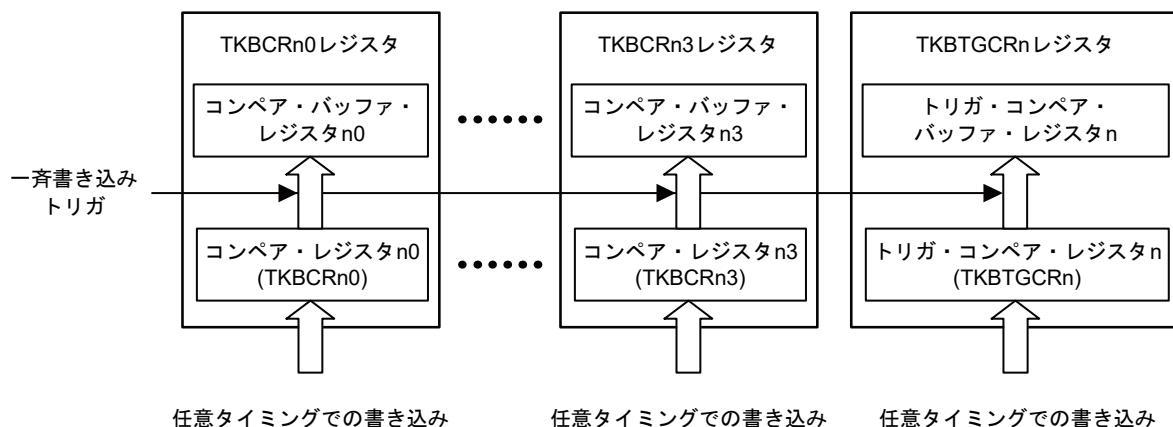 TKBCRn0レジスタ
コンペア・バッファ・
レジスタn0
TKBCRn3レジスタ
コンペア・バッファ・
レジスタn3
TKBTGCRnレジスタ
トリガ・コンペア・
バッファ・レジスタn
一斉書き込み
トリガ
コンペア・レジスタn0
(TKBCRn0)
コンペア・レジスタn3
(TKBCRn3)
トリガ・コンペア・レジスタn
(TKBTGCRn)
任意タイミングでの書き込み
任意タイミングでの書き込み
任意タイミングでの書き込み